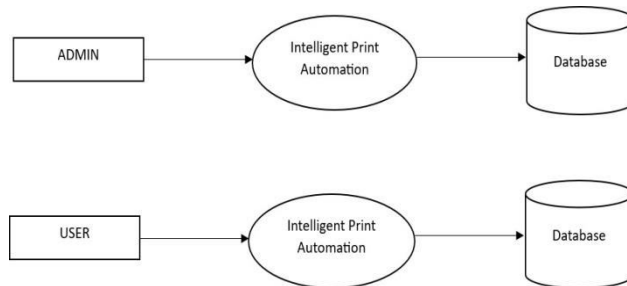 ADMIN
Intelligent Print
Automation
Database
USER
Intelligent Print
Automation
Database